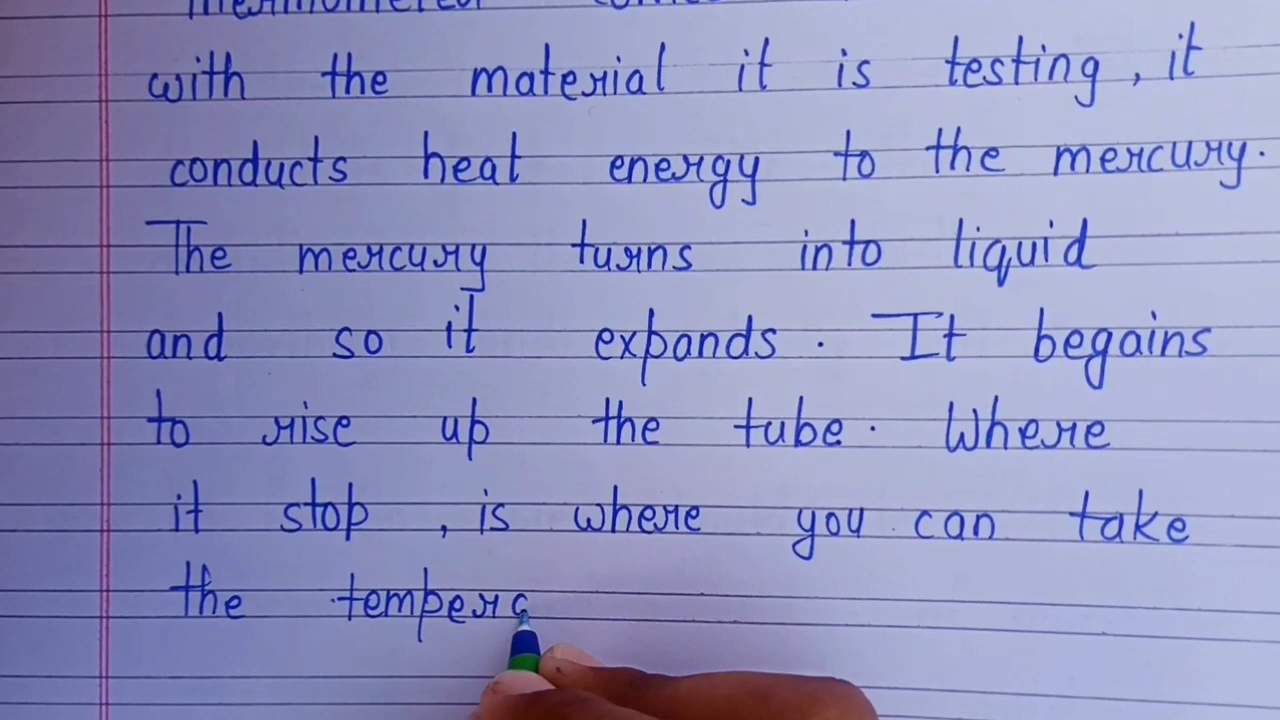 with the material it is testing, it
conducts heat energy to the mercury.
The mercury turns into liquid
and so it expands. It begains
to rise up the tube. Where
it stop, is where you can take
the tempera